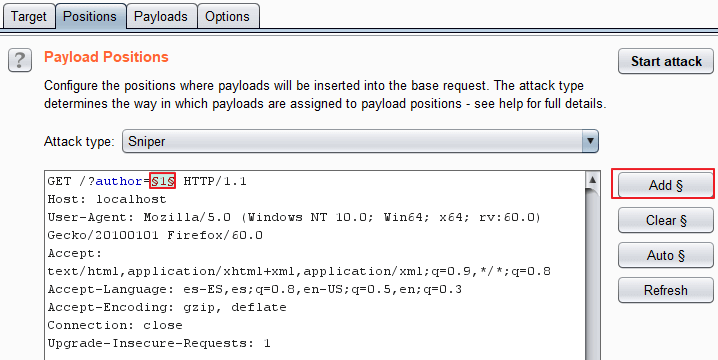 Target Positions Payloads Options
? Payload Positions Start attack
Configure the positions where payloads will be inserted into the base request. The attack type
determines the way in which payloads are assigned to payload positions - see help for full details.
Attack type: Sniper
GET /?author=§1§ HTTP/1.1
Host: localhost
User-Agent: Mozilla/5.0 (Windows NT 10.0; Win64; x64; rv:60.0)
Gecko/20100101 Firefox/60.0
Accept:
text/html,application/xhtml+xml,application/xml;q=0.9,*/*;q=0.8
Accept-Language: es-ES,es;q=0.8,en-US;q=0.5,en;q=0.3
Accept-Encoding: gzip, deflate
Connection: close
Upgrade-Insecure-Requests: 1
Add §
Clear §
Auto §
Refresh